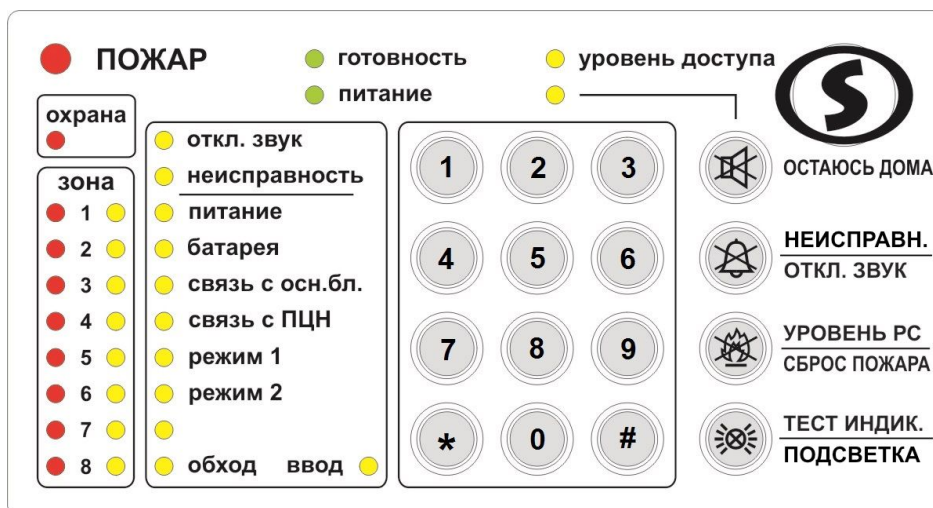 ПОЖАР
готовность
питание
уровень доступа
охрана
зона
1
2
3
4
5
6
7
8
откл. звук
неисправность
питание
батарея
связь с осн.бл.
связь с ПЦН
режим 1
режим 2
обход ввод
1 2 3
4 5 6
7 8 9
* 0 #
S
ОСТАЮСЬ ДОМА
НЕИСПРАВН.
ОТКЛ. ЗВУК
УРОВЕНЬ РС
СБРОС ПОЖАРА
ТЕСТ ИНДИК.
ПОДСВЕТКА